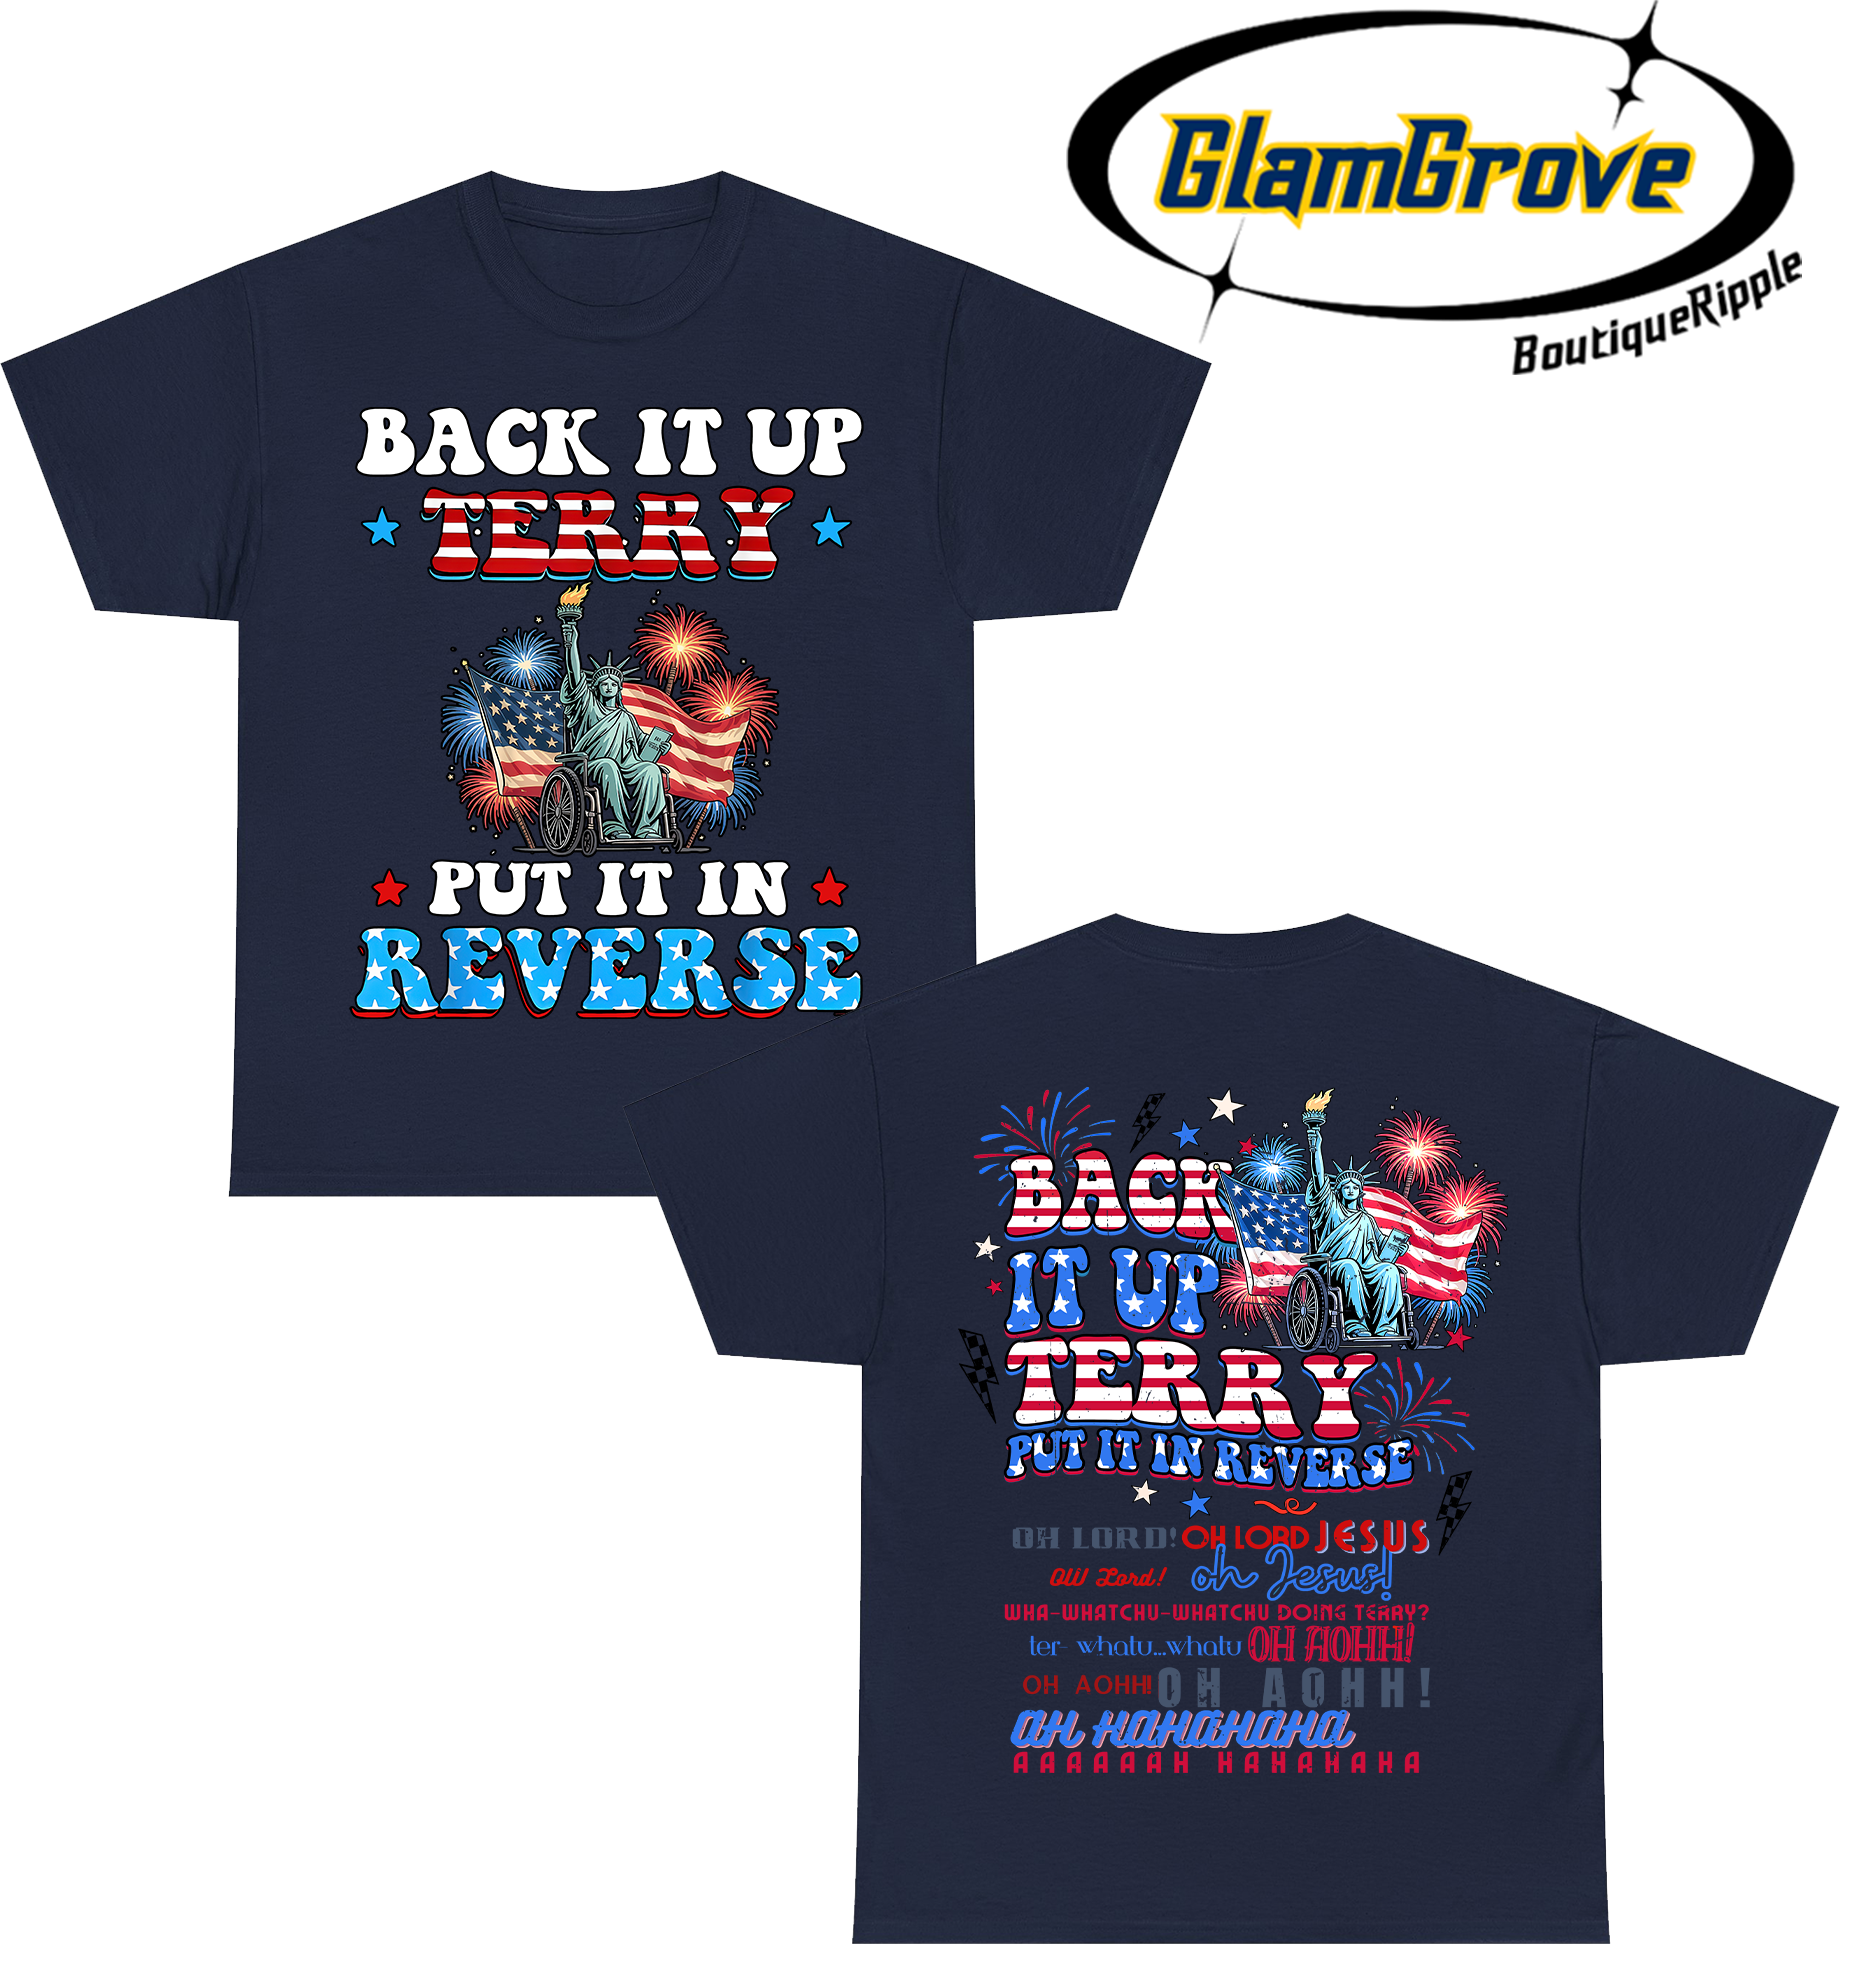 GlamGrove
BoutiqueRipple
BACK IT UP
TERRY
PUT IT IN
REVERSE
BACK
IT UP
TERRY
PUT IT IN REVERSE
OH LORD! OH LORD JESUS
OW Lord! oh Jesus!
WHA-WHATCHU-WHATCHU DOING TERRY?
ter- whatu...whatu OH AOHH!
OH AOHH! OH AOHH!
AH HAHAHAHA
AAAAAAH HAHAHAHA